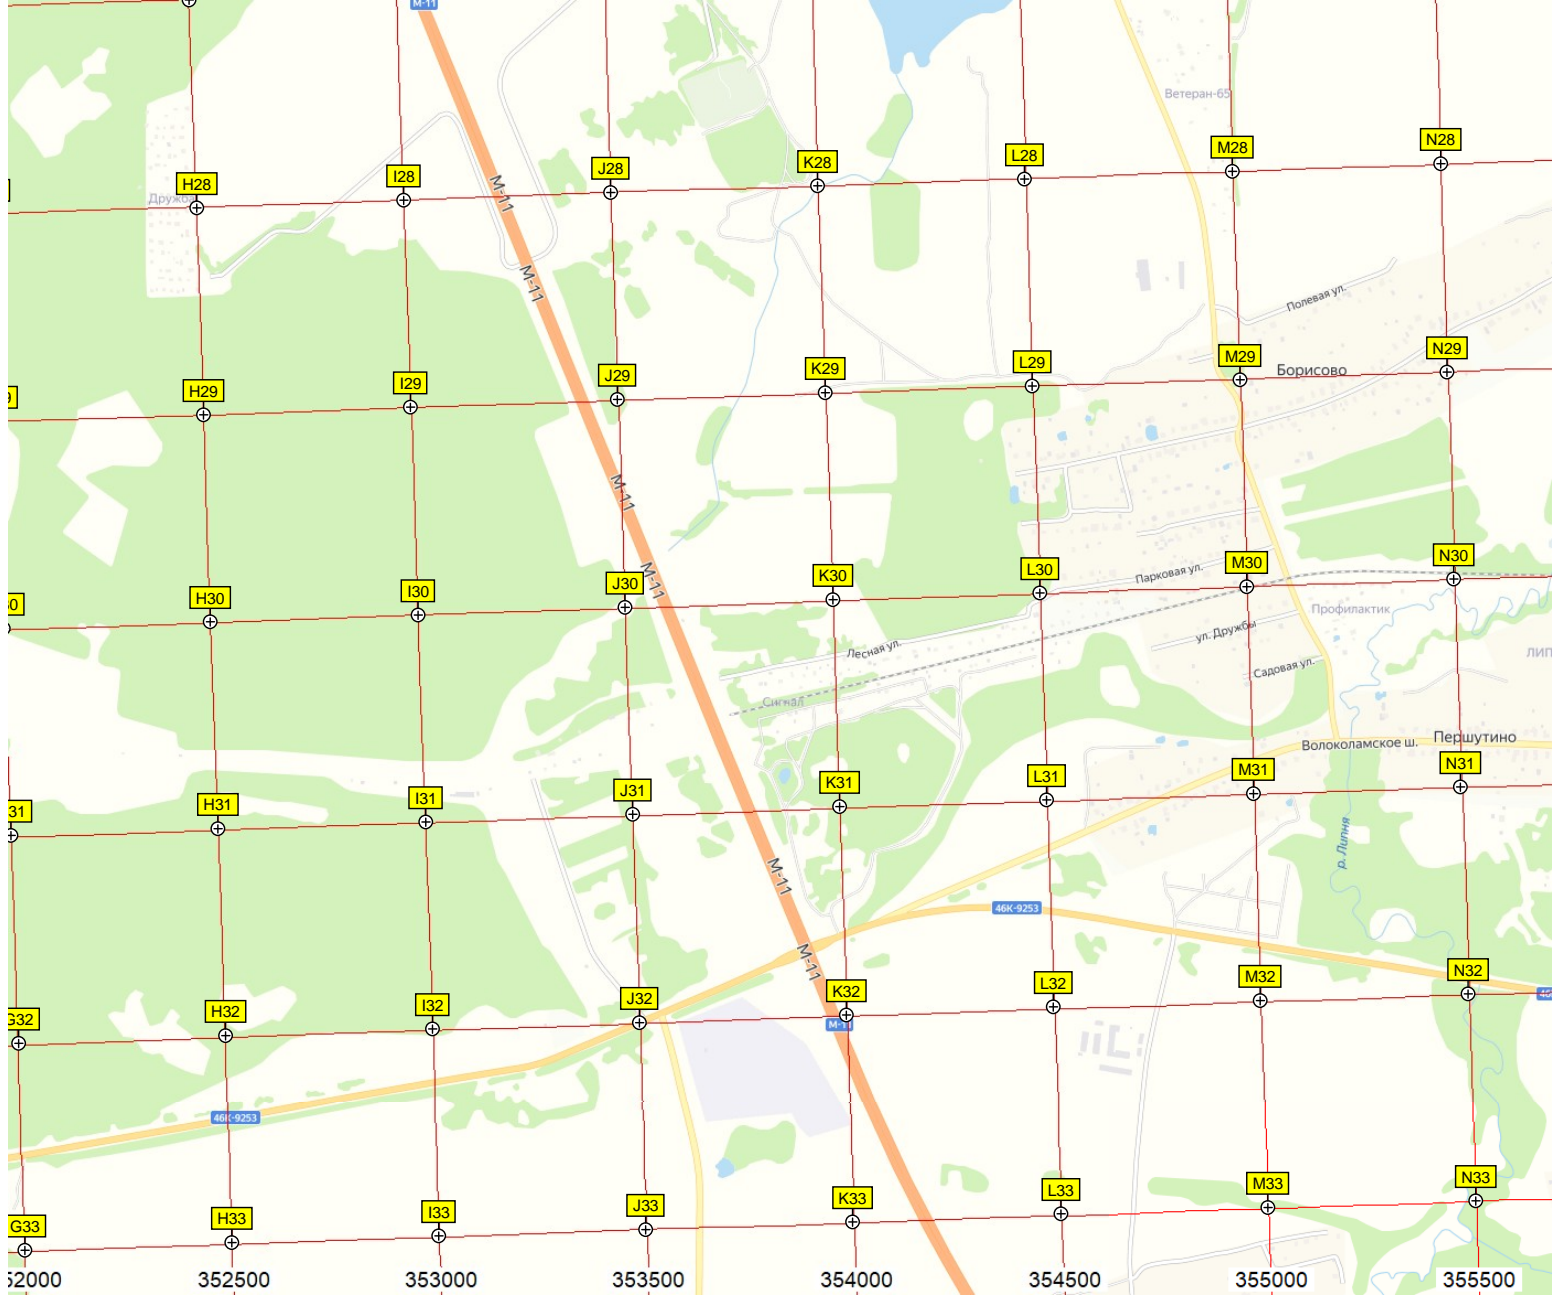 М-11
Ветеран-65
H28
I28
J28
K28
L28
M28
N28
Дружба
М-11
М-11
Полевая ул.
H29
I29
J29
K29
L29
M29
N29
Борисово
М-11
H30
I30
J30
М-11
K30
L30
Парковая ул.
M30
N30
Профилактик
ул. Дружбы
Лесная ул.
Садовая ул.
ЛИП
Сигнал
Волоколамское ш.
Першутино
31
H31
I31
J31
K31
L31
M31
N31
р. Липня
М-11
46К-9253
М-11
G32
H32
I32
J32
K32
L32
M32
N32
М-11
46
46К-9253
G33
H33
I33
J33
K33
L33
M33
N33
52000
352500
353000
353500
354000
354500
355000
355500